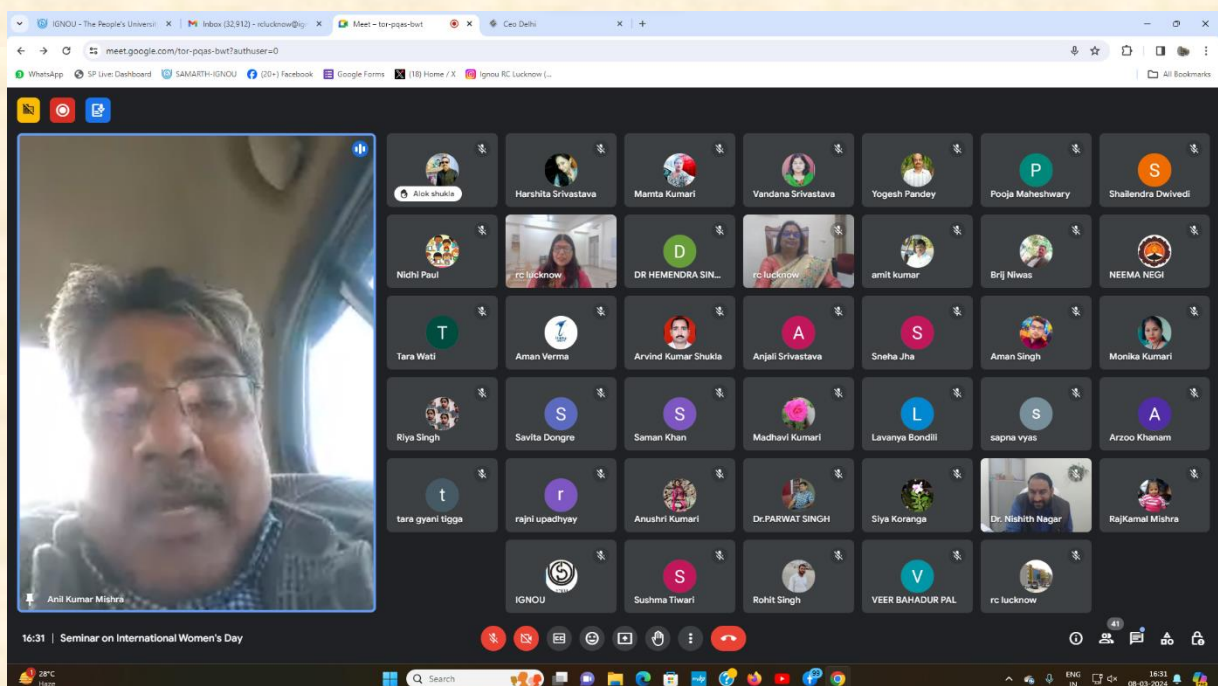 IGNOU - The People's Universit
Inbox (32,912) - rclucknow@ig
Meet – tor-pqas-bwt
Ceo Delhi
meet.google.com/tor-pqas-bwt?authuser=0
WhatsApp SP Live: Dashboard SAMARTH-IGNOU (20+) Facebook Google Forms (18) Home / X Ignou RC Lucknow (...
All Bookmarks
Alok shukla
Harshita Srivastava
Mamta Kumari
Vandana Srivastava
Yogesh Pandey
P
Pooja Maheshwary
S
Shailendra Dwivedi
Nidhi Paul
rc lucknow
D
DR HEMENDRA SIN...
rc lucknow
amit kumar
Brij Niwas
NEEMA NEGI
T
Tara Wati
Aman Verma
Arvind Kumar Shukla
A
Anjali Srivastava
S
Sneha Jha
Aman Singh
Monika Kumari
Riya Singh
S
Savita Dongre
S
Saman Khan
Madhavi Kumari
L
Lavanya Bondili
s
sapna vyas
A
Arzoo Khanam
t
tara gyani tigga
r
rajni upadhyay
Anushri Kumari
Dr.PARWAT SINGH
Siya Koranga
Dr. Nishith Nagar
RajKamal Mishra
Anil Kumar Mishra
IGNOU
S
Sushma Tiwari
Rohit Singh
V
VEER BAHADUR PAL
rc lucknow
16:31 | Seminar on International Women's Day
41
28°C
Haze
Search
99
ENG
IN
16:31
08-03-2024